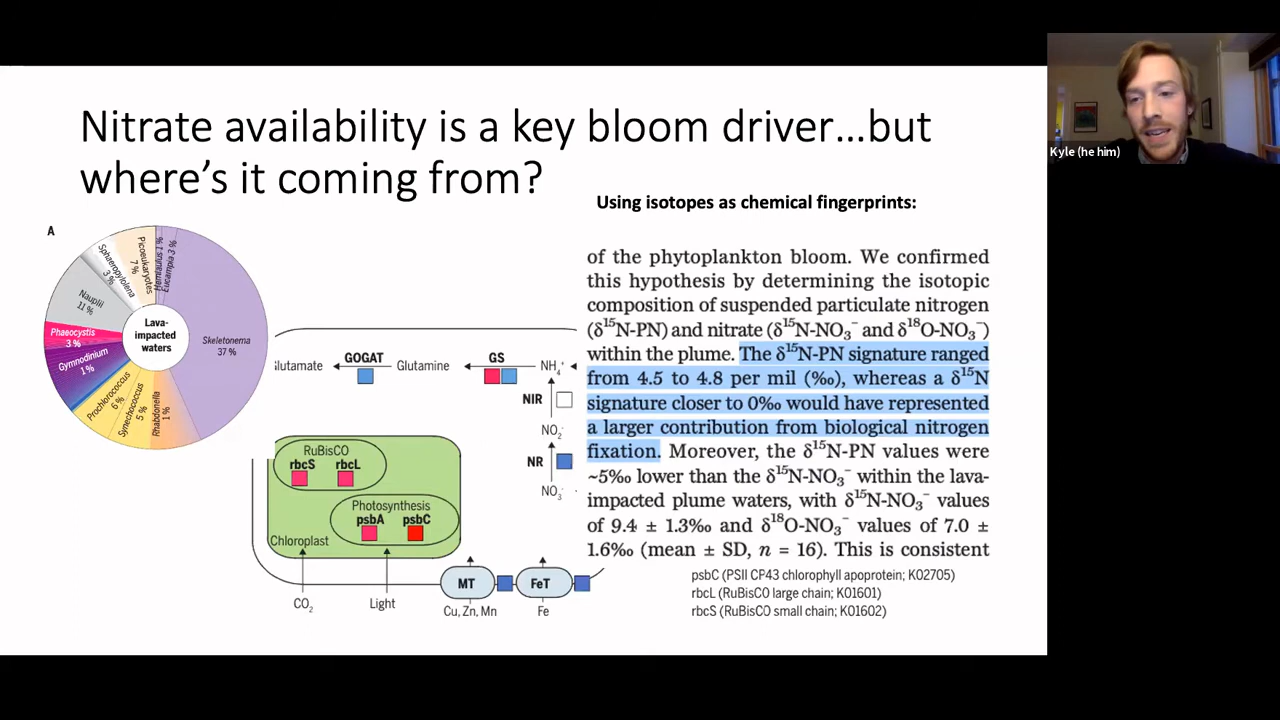 Nitrate availability is a key bloom driver…but
where's it coming from?
Using isotopes as chemical fingerprints:
A
Lava-
impacted
waters
Skeletonema
37 %
Eucampia 3 %
Hemiaulus 1 %
Picoeukaryotes
7 %
3 %
Nauplii
11 %
Phaeocystis
3 %
Gymnodinium
1 %
Prochlorococcus
6 %
Synechococcus
5 %
Rhabdonella
1 %
of the phytoplankton bloom. We confirmed
this hypothesis by determining the isotopic
composition of suspended particulate nitrogen
(δ¹⁵N-PN) and nitrate (δ¹⁵N-NO₃⁻ and δ¹⁸O-NO₃⁻)
within the plume. The δ¹⁵N-PN signature ranged
from 4.5 to 4.8 per mil (‰), whereas a δ¹⁵N
signature closer to 0‰ would have represented
a larger contribution from biological nitrogen
fixation. Moreover, the δ¹⁵N-PN values were
~5‰ lower than the δ¹⁵N-NO₃⁻ within the lava-
impacted plume waters, with δ¹⁵N-NO₃⁻ values
of 9.4 ± 1.3‰ and δ¹⁸O-NO₃⁻ values of 7.0 ±
1.6‰ (mean ± SD, n = 16). This is consistent
lutamate
GOGAT
Glutamine
GS
NH₄⁺
NIR
NO₂⁻
NR
NO₃⁻
RuBisCO
rbcS rbcL
Photosynthesis
psbA psbC
Chloroplast
CO₂
Light
MT
Cu, Zn, Mn
FeT
Fe
psbC (PSII CP43 chlorophyll apoprotein; K02705)
rbcL (RuBisCO large chain; K01601)
rbcS (RuBisCO small chain; K01602)
Kyle (he him)